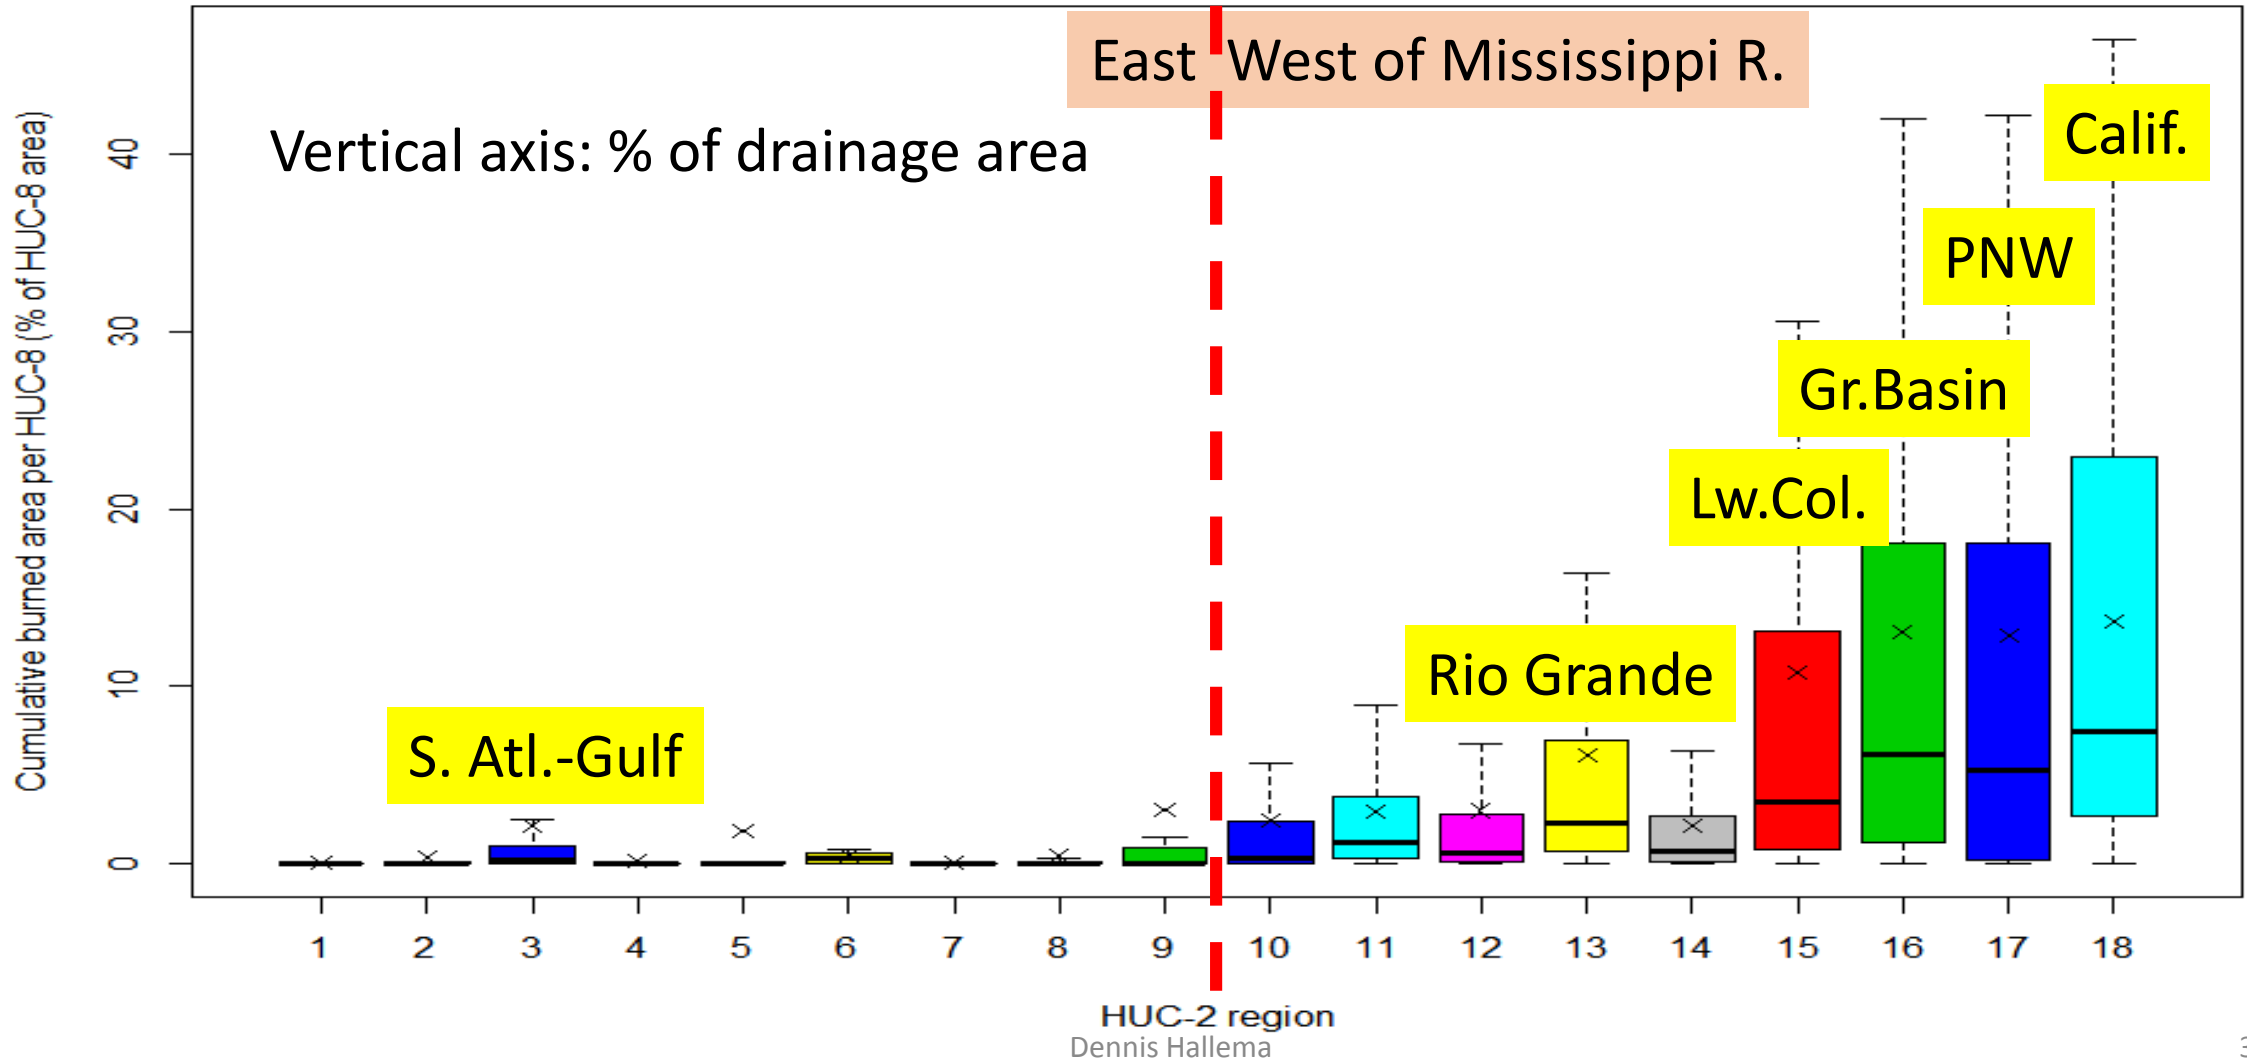 East West of Mississippi R.
Vertical axis: % of drainage area
Calif.
PNW
Gr.Basin
Lw.Col.
Rio Grande
S. Atl.-Gulf
Cumulative burned area per HUC-8 (% of HUC-8 area)
40
30
20
10
0
1 2 3 4 5 6 7 8 9 10 11 12 13 14 15 16 17 18
HUC-2 region
Dennis Hallema